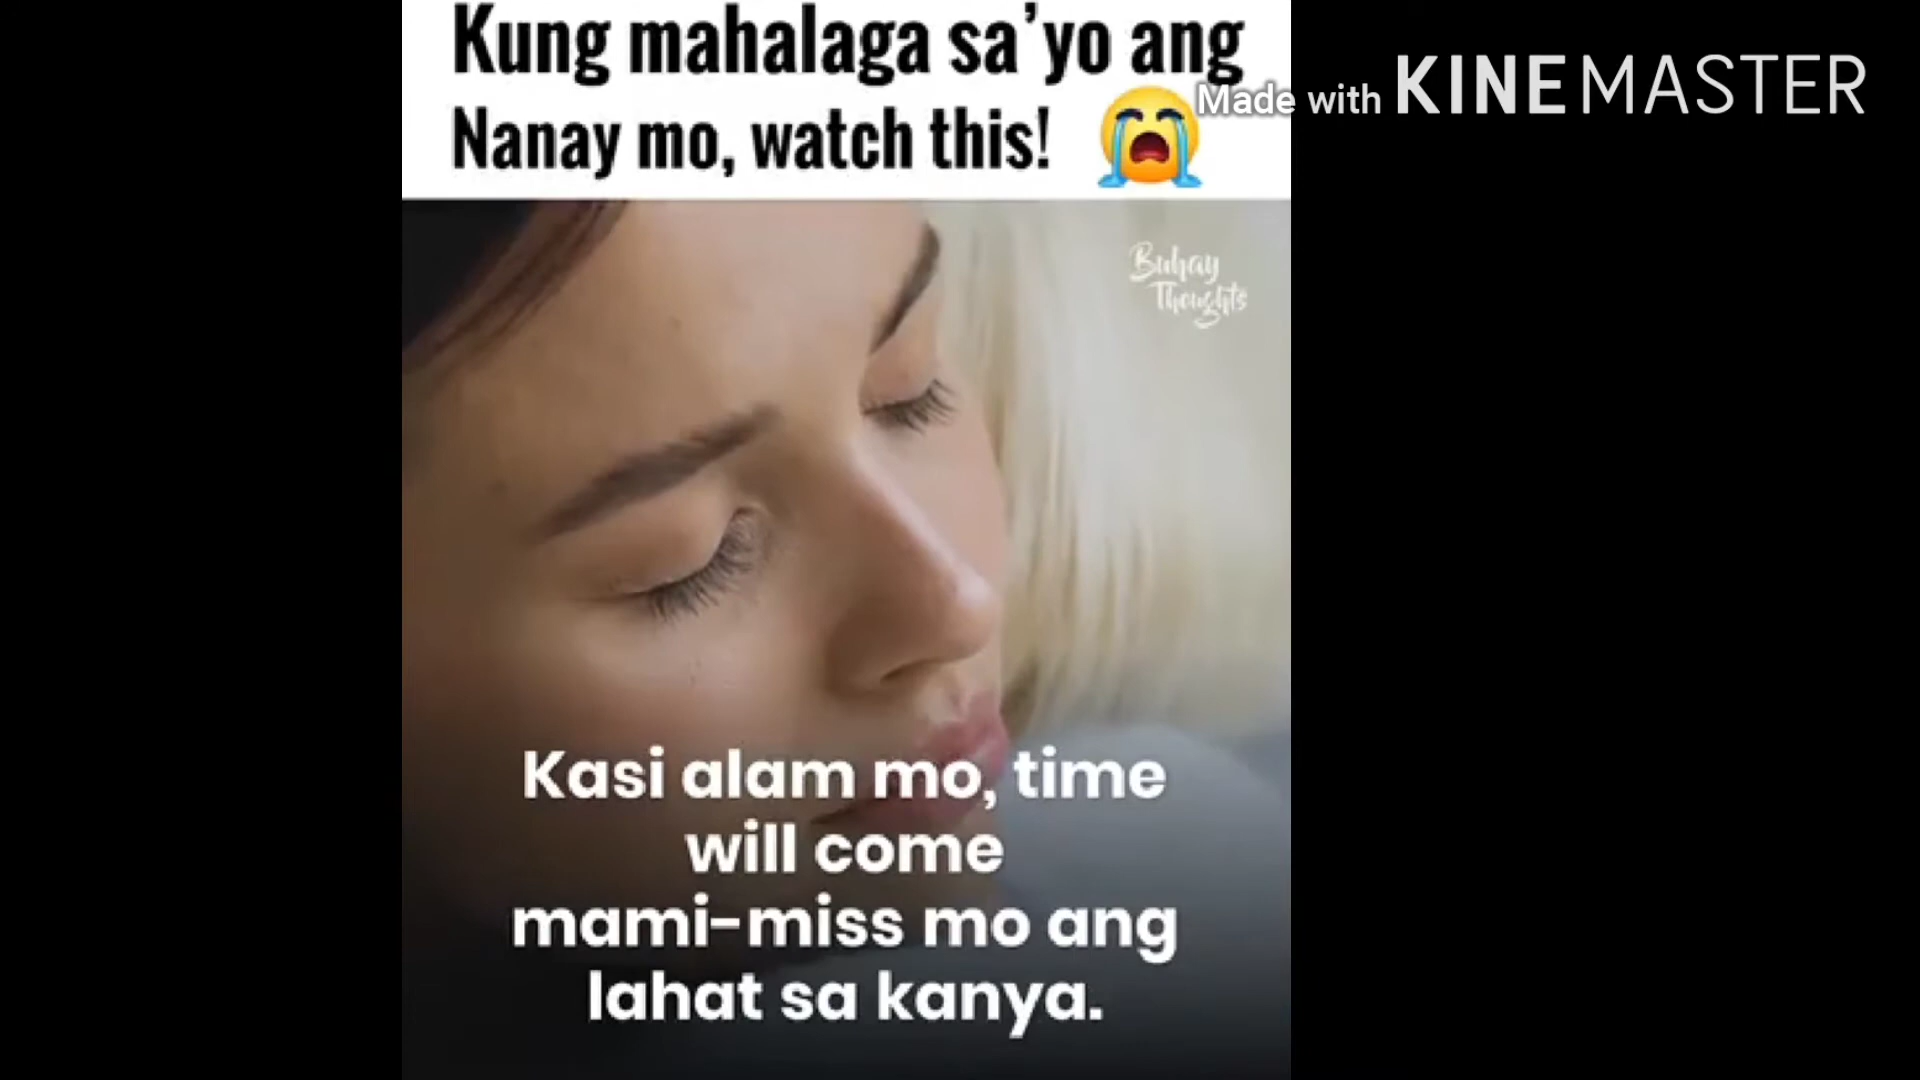 Kung mahalaga sa’yo ang
Nanay mo, watch this!
Made with KINEMASTER
Buhay
Thoughts
Kasi alam mo, time
will come
mami-miss mo ang
lahat sa kanya.